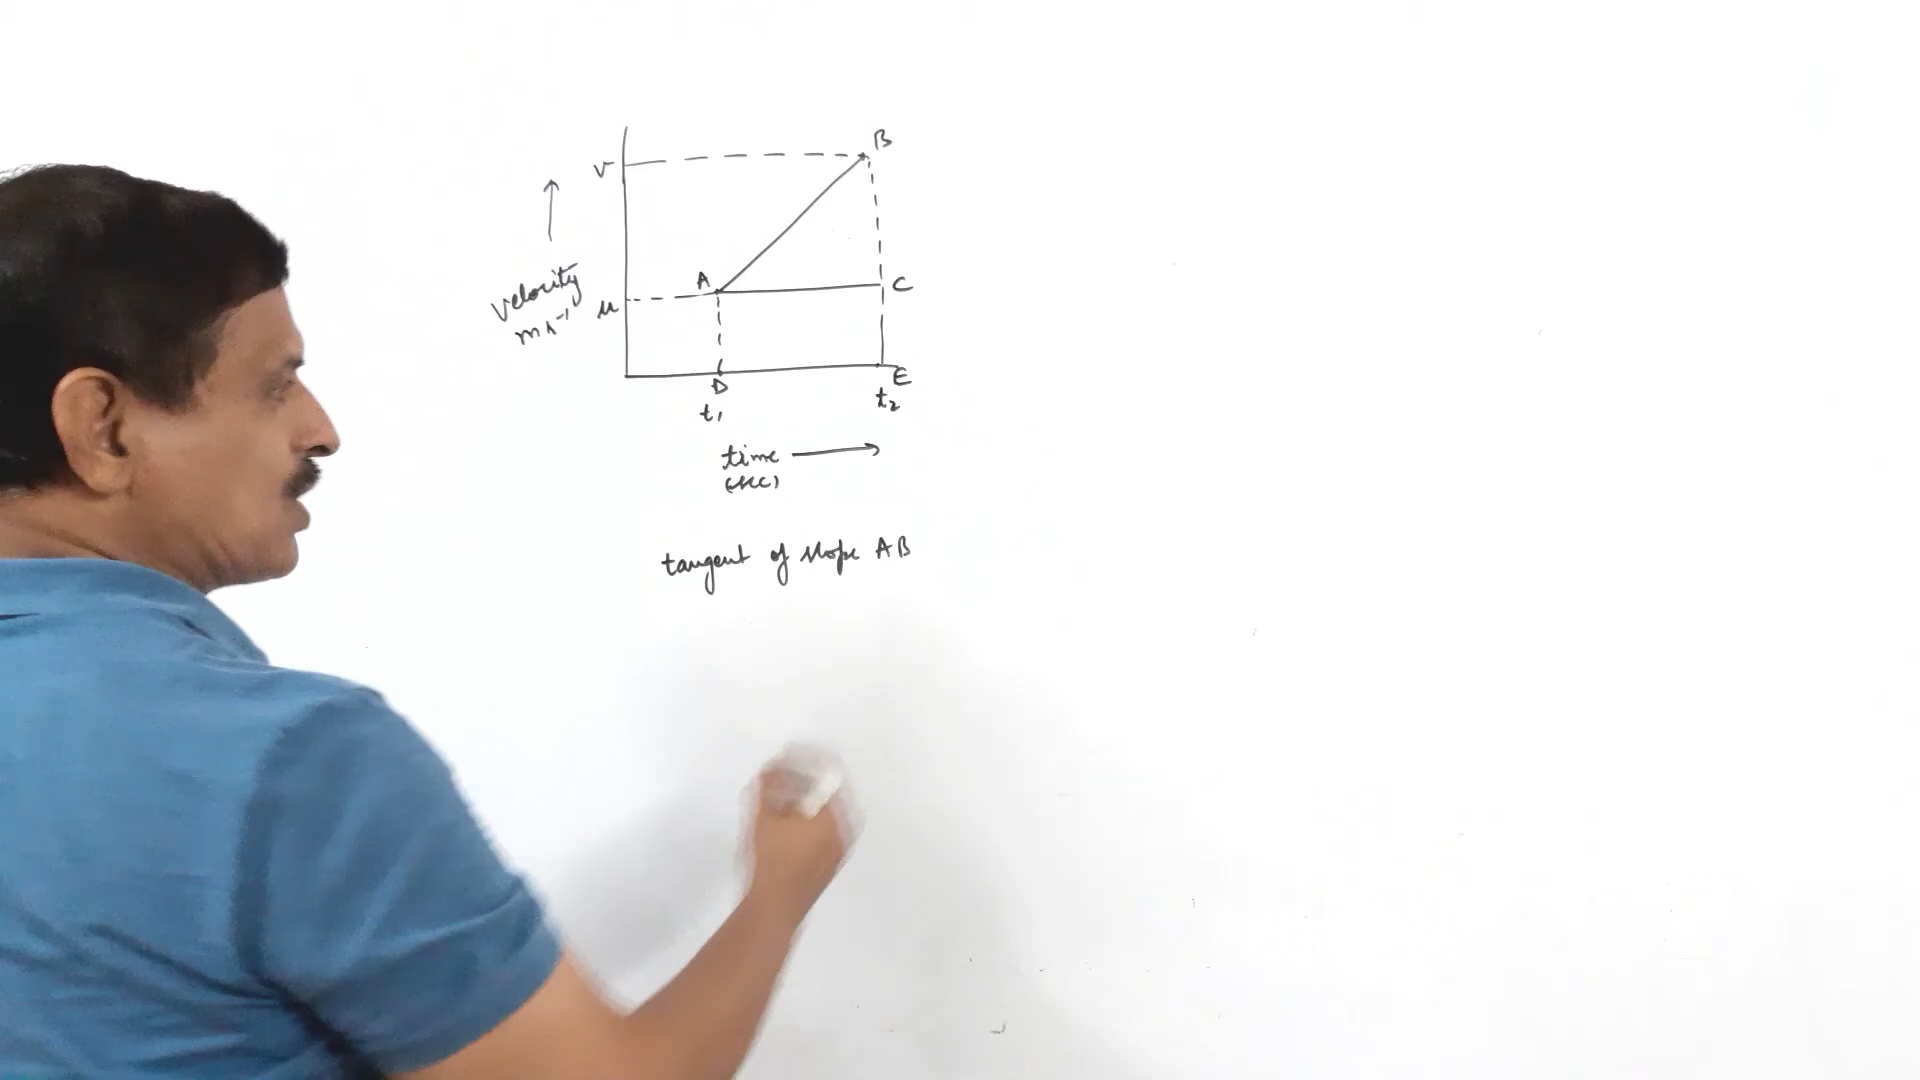 B
v
A
C
velocity
u
ms⁻¹
D
E
t₁
t₂
time
(sec)
tangent of slope AB